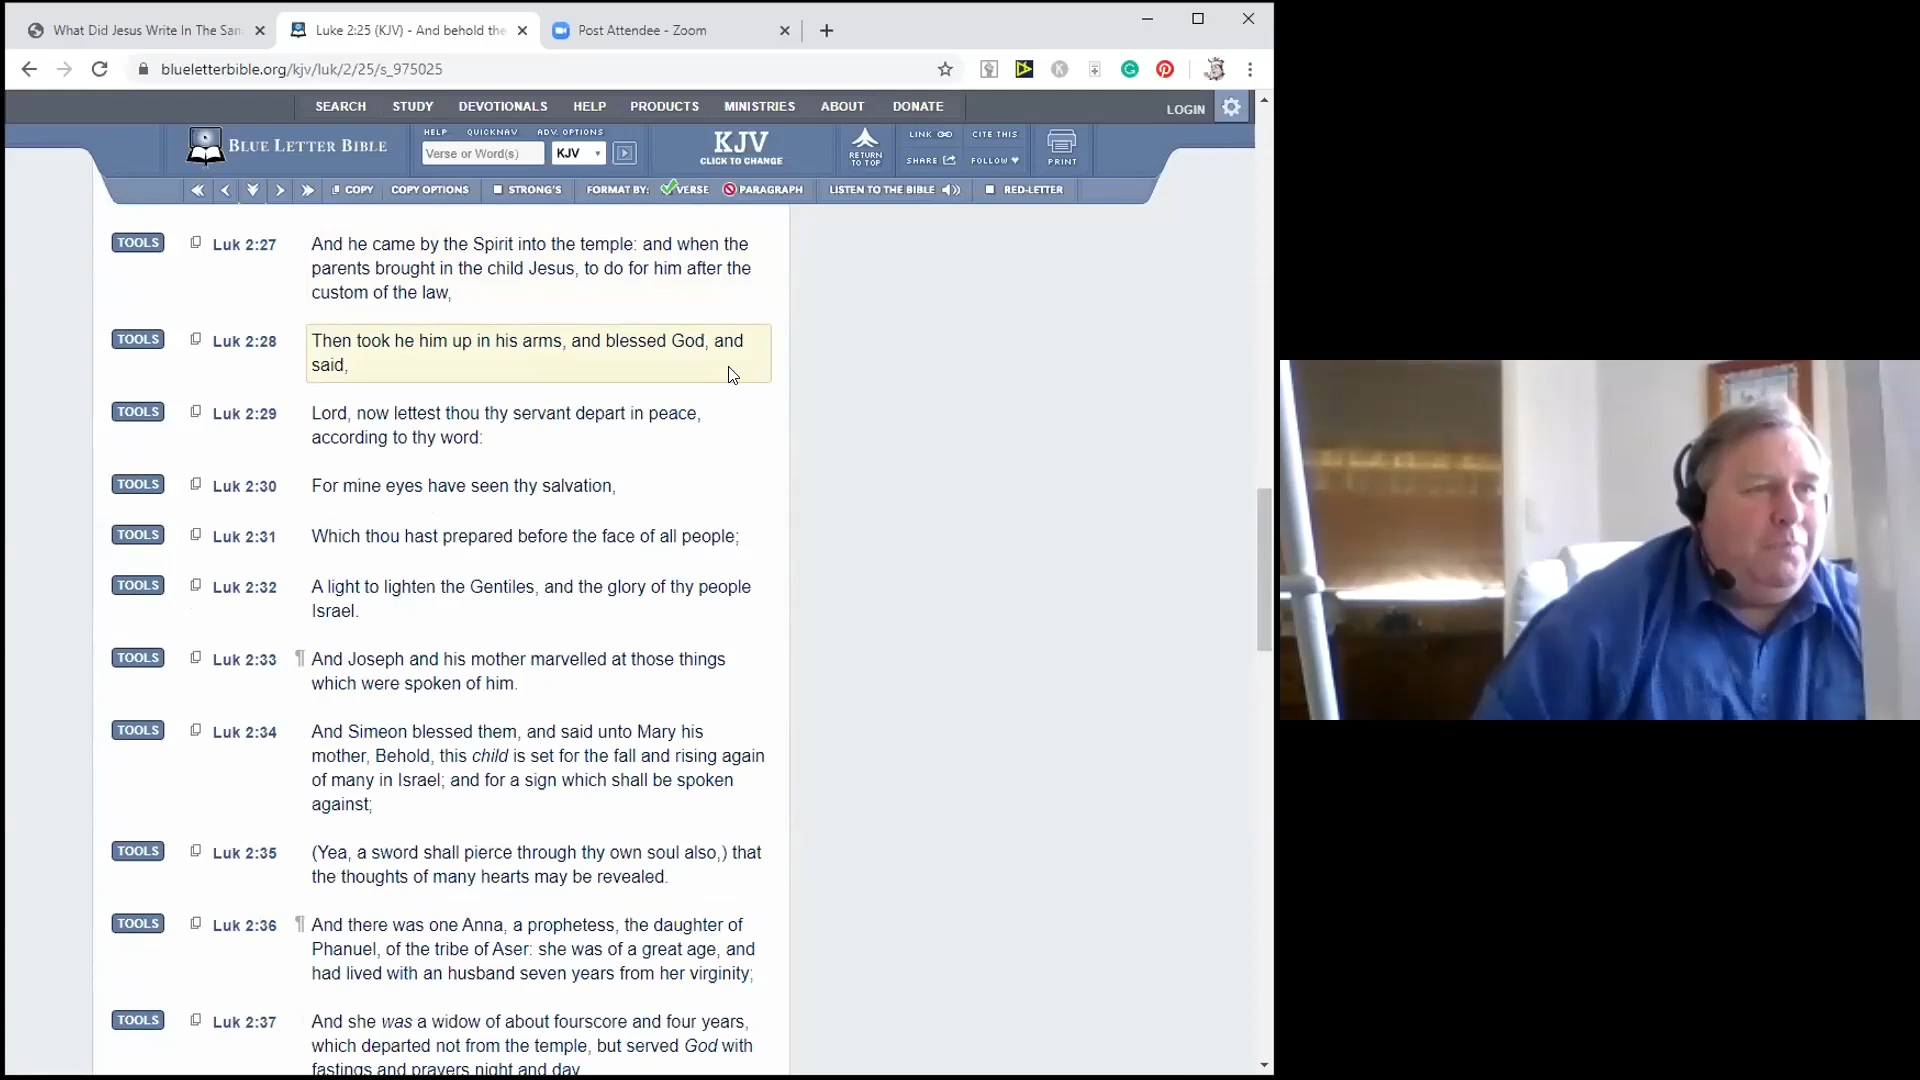 What Did Jesus Write In The San
Luke 2:25 (KJV) - And behold the
Post Attendee - Zoom
blueletterbible.org/kjv/luk/2/25/s_975025
SEARCH STUDY DEVOTIONALS HELP PRODUCTS MINISTRIES ABOUT DONATE
LOGIN
BLUE LETTER BIBLE
HELP QUICKNAV ADV. OPTIONS
Verse or Word(s) KJV
KJV
CLICK TO CHANGE
RETURN
TO TOP
LINK CITE THIS
SHARE FOLLOW
PRINT
COPY COPY OPTIONS STRONG'S FORMAT BY: VERSE PARAGRAPH LISTEN TO THE BIBLE RED-LETTER
TOOLS Luk 2:27 And he came by the Spirit into the temple: and when the
parents brought in the child Jesus, to do for him after the
custom of the law,
TOOLS Luk 2:28 Then took he him up in his arms, and blessed God, and
said,
TOOLS Luk 2:29 Lord, now lettest thou thy servant depart in peace,
according to thy word:
TOOLS Luk 2:30 For mine eyes have seen thy salvation,
TOOLS Luk 2:31 Which thou hast prepared before the face of all people;
TOOLS Luk 2:32 A light to lighten the Gentiles, and the glory of thy people
Israel.
TOOLS Luk 2:33 ¶ And Joseph and his mother marvelled at those things
which were spoken of him.
TOOLS Luk 2:34 And Simeon blessed them, and said unto Mary his
mother, Behold, this child is set for the fall and rising again
of many in Israel; and for a sign which shall be spoken
against;
TOOLS Luk 2:35 (Yea, a sword shall pierce through thy own soul also,) that
the thoughts of many hearts may be revealed.
TOOLS Luk 2:36 ¶ And there was one Anna, a prophetess, the daughter of
Phanuel, of the tribe of Aser: she was of a great age, and
had lived with an husband seven years from her virginity;
TOOLS Luk 2:37 And she was a widow of about fourscore and four years,
which departed not from the temple, but served God with
fastings and prayers night and day